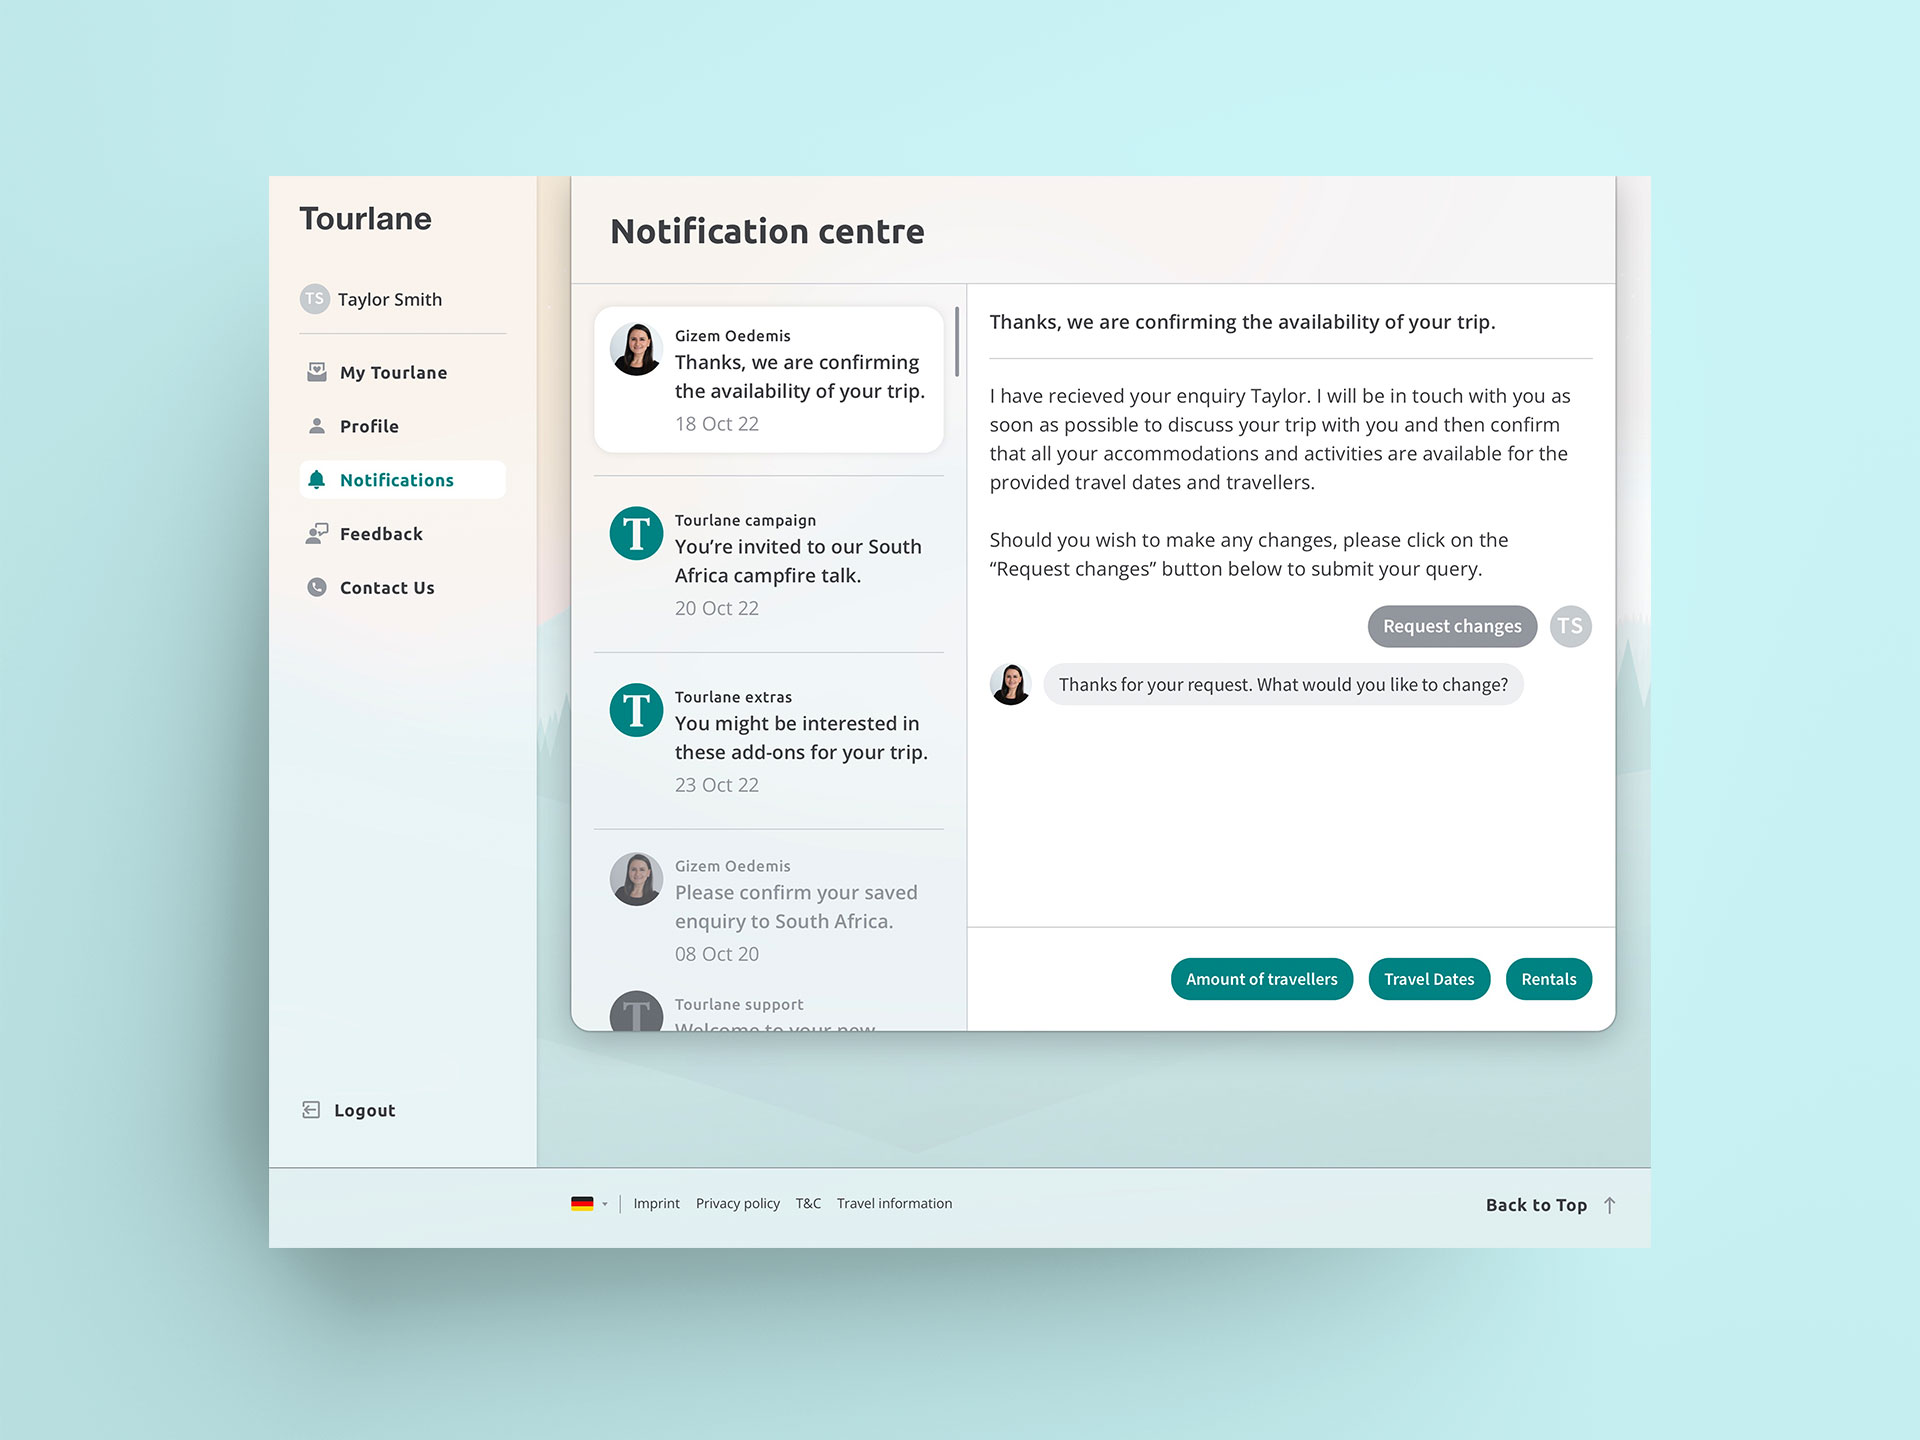 Tourlane
TS Taylor Smith
My Tourlane
Profile
Notifications
Feedback
Contact Us
Logout
Notification centre
Gizem Oedemis
Thanks, we are confirming
the availability of your trip.
18 Oct 22
T
Tourlane campaign
You’re invited to our South
Africa campfire talk.
20 Oct 22
T
Tourlane extras
You might be interested in
these add-ons for your trip.
23 Oct 22
Gizem Oedemis
Please confirm your saved
enquiry to South Africa.
08 Oct 20
T
Tourlane support
Welcome to your new
Thanks, we are confirming the availability of your trip.
I have recieved your enquiry Taylor. I will be in touch with you as
soon as possible to discuss your trip with you and then confirm
that all your accommodations and activities are available for the
provided travel dates and travellers.
Should you wish to make any changes, please click on the
“Request changes” button below to submit your query.
Request changes TS
Thanks for your request. What would you like to change?
Amount of travellers Travel Dates Rentals
Imprint Privacy policy T&C Travel information
Back to Top